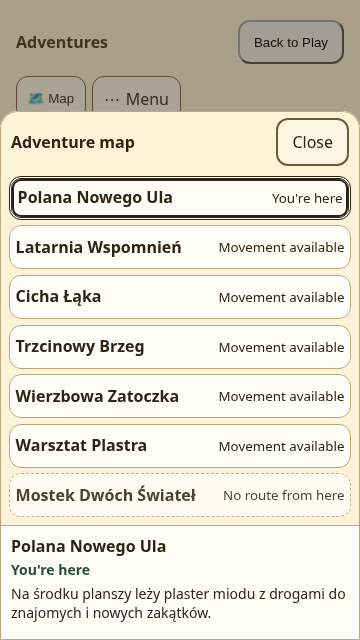 Adventures
Back to Play
🗺️ Map
⋯ Menu
Adventure map
Close
Polana Nowego Ula
You're here
Latarnia Wspomnień
Movement available
Cicha Łąka
Movement available
Trzcinowy Brzeg
Movement available
Wierzbowa Zatoczka
Movement available
Warsztat Plastra
Movement available
Mostek Dwóch Świateł
No route from here
Polana Nowego Ula
You're here
Na środku planszy leży plaster miodu z drogami do
znajomych i nowych zakątków.